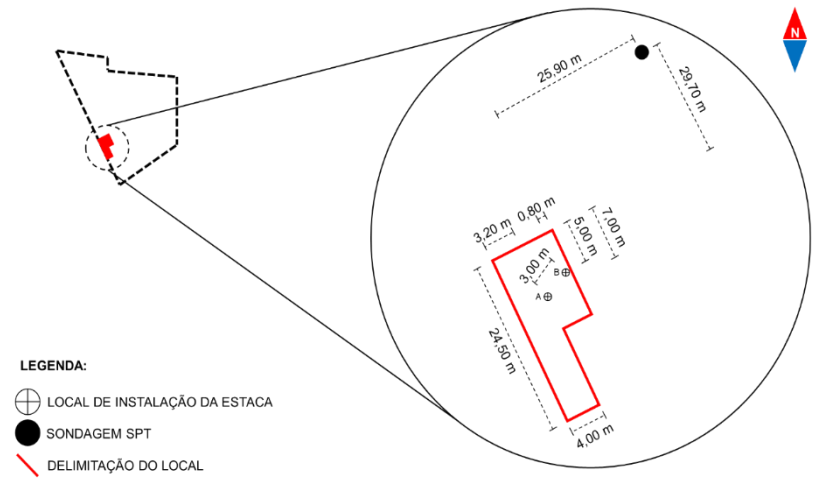 N
25,90 m
29,70 m
3,20 m
0,80 m
5,00 m
7,00 m
3,00 m
B
A
24,50 m
4,00 m
LEGENDA:
LOCAL DE INSTALAÇÃO DA ESTACA
SONDAGEM SPT
DELIMITAÇÃO DO LOCAL